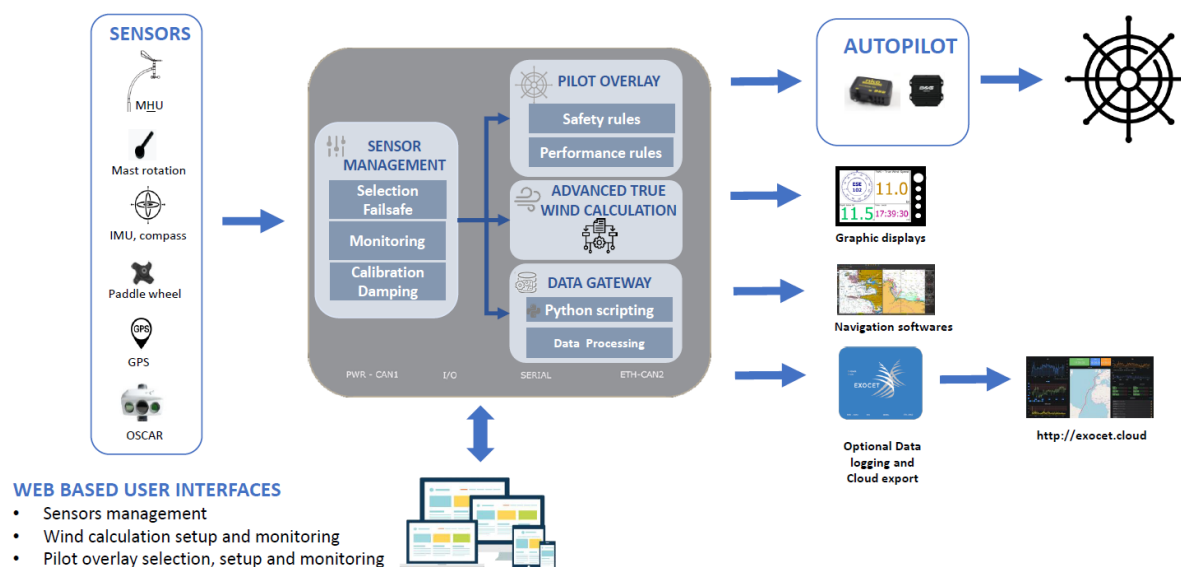 SENSORS
MHU
Mast rotation
IMU, compass
Paddle wheel
GPS
GPS
OSCAR
SENSOR
MANAGEMENT
Selection
Failsafe
Monitoring
Calibration
Damping
PILOT OVERLAY
Safety rules
Performance rules
ADVANCED TRUE
WIND CALCULATION
DATA GATEWAY
Python scripting
Data Processing
PWR - CAN1
I/O
SERIAL
ETH-CAN2
AUTOPILOT
11.0
11.5
17:39:30
Graphic displays
Navigation softwares
EXOCET
Optional Data
logging and
Cloud export
http://exocet.cloud
WEB BASED USER INTERFACES
• Sensors management
• Wind calculation setup and monitoring
• Pilot overlay selection, setup and monitoring